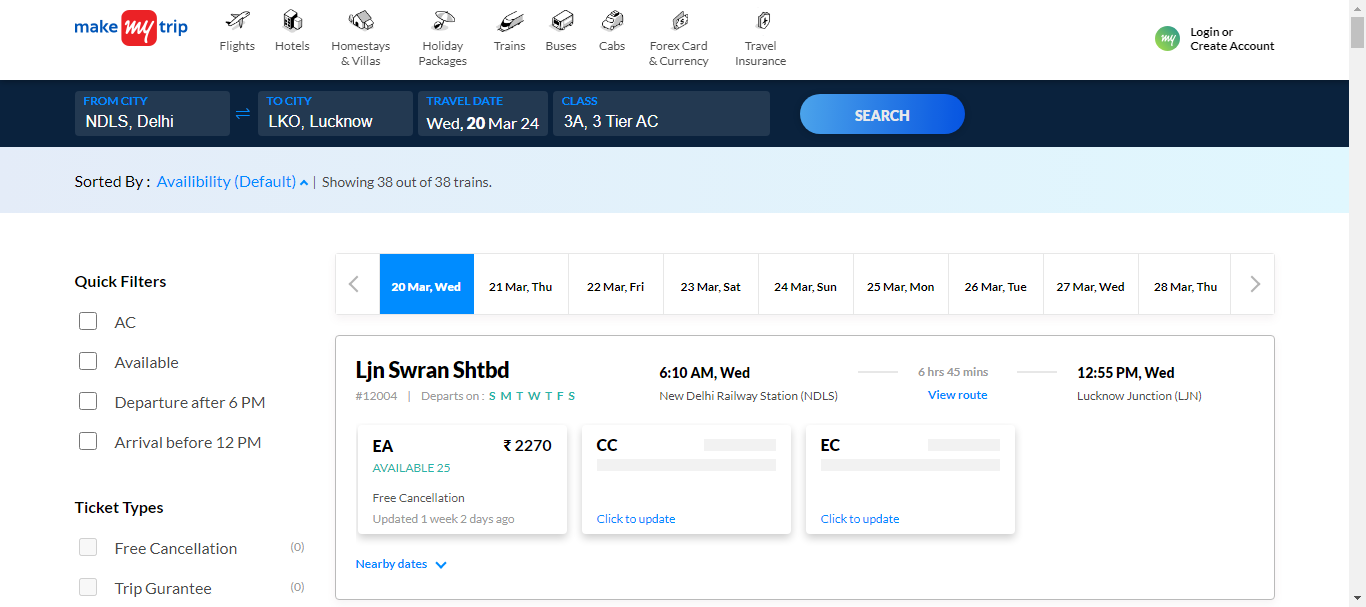 make my trip
Flights
Hotels
Homestays
& Villas
Holiday
Packages
Trains
Buses
Cabs
Forex Card
& Currency
Travel
Insurance
my
Login or
Create Account
FROM CITY
NDLS, Delhi
TO CITY
LKO, Lucknow
TRAVEL DATE
Wed, 20 Mar 24
CLASS
3A, 3 Tier AC
SEARCH
Sorted By : Availibility (Default) | Showing 38 out of 38 trains.
Quick Filters
AC
Available
Departure after 6 PM
Arrival before 12 PM
Ticket Types
Free Cancellation (0)
Trip Gurantee (0)
20 Mar, Wed
21 Mar, Thu
22 Mar, Fri
23 Mar, Sat
24 Mar, Sun
25 Mar, Mon
26 Mar, Tue
27 Mar, Wed
28 Mar, Thu
Ljn Swran Shtbd
#12004 | Departs on : S M T W T F S
6:10 AM, Wed
New Delhi Railway Station (NDLS)
6 hrs 45 mins
View route
12:55 PM, Wed
Lucknow Junction (LJN)
EA ₹ 2270
AVAILABLE 25
Free Cancellation
Updated 1 week 2 days ago
CC
Click to update
EC
Click to update
Nearby dates